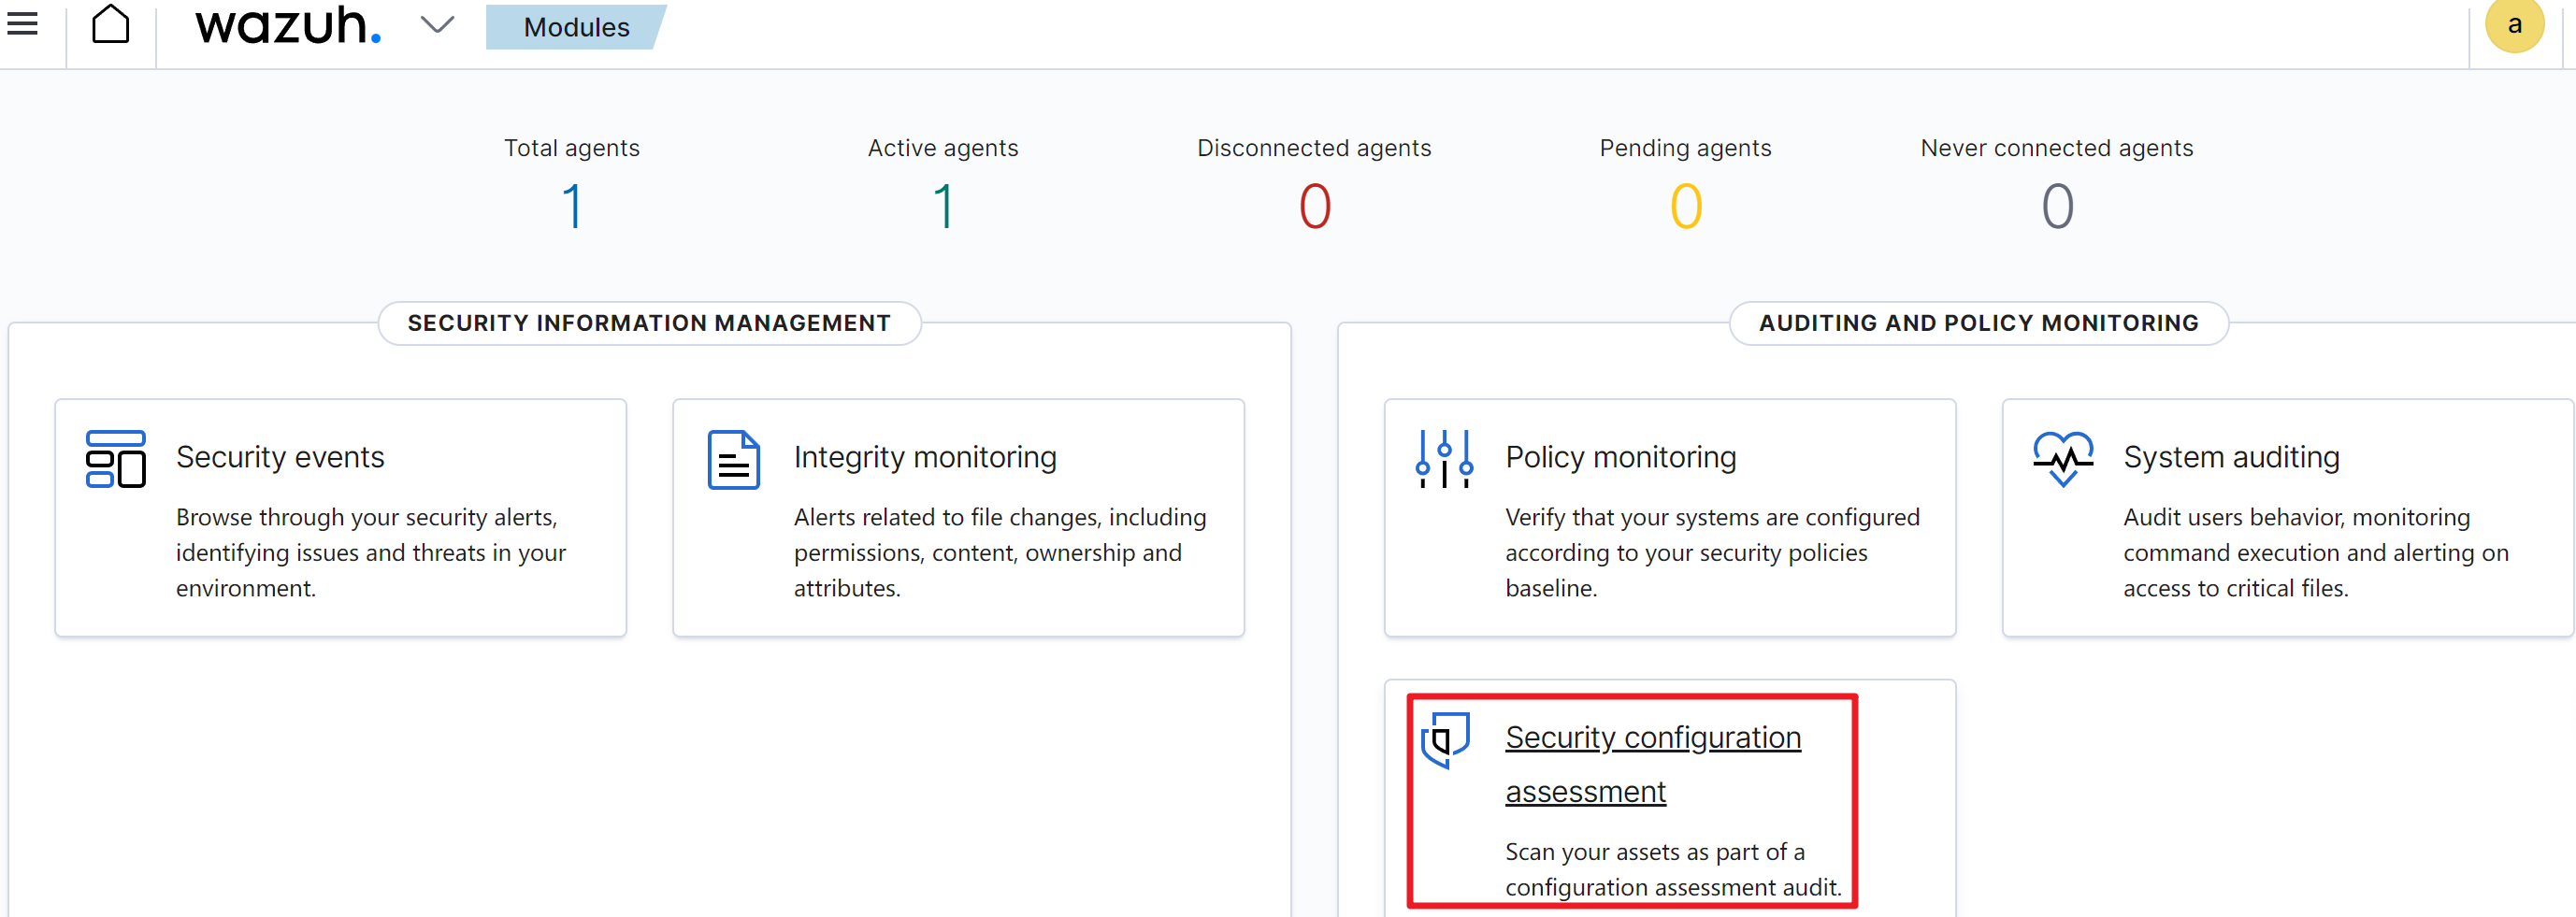 wazuh.
Modules
a
Total agents
1
Active agents
1
Disconnected agents
0
Pending agents
0
Never connected agents
0
SECURITY INFORMATION MANAGEMENT
Security events
Browse through your security alerts,
identifying issues and threats in your
environment.
Integrity monitoring
Alerts related to file changes, including
permissions, content, ownership and
attributes.
AUDITING AND POLICY MONITORING
Policy monitoring
Verify that your systems are configured
according to your security policies
baseline.
System auditing
Audit users behavior, monitoring
command execution and alerting on
access to critical files.
Security configuration
assessment
Scan your assets as part of a
configuration assessment audit.